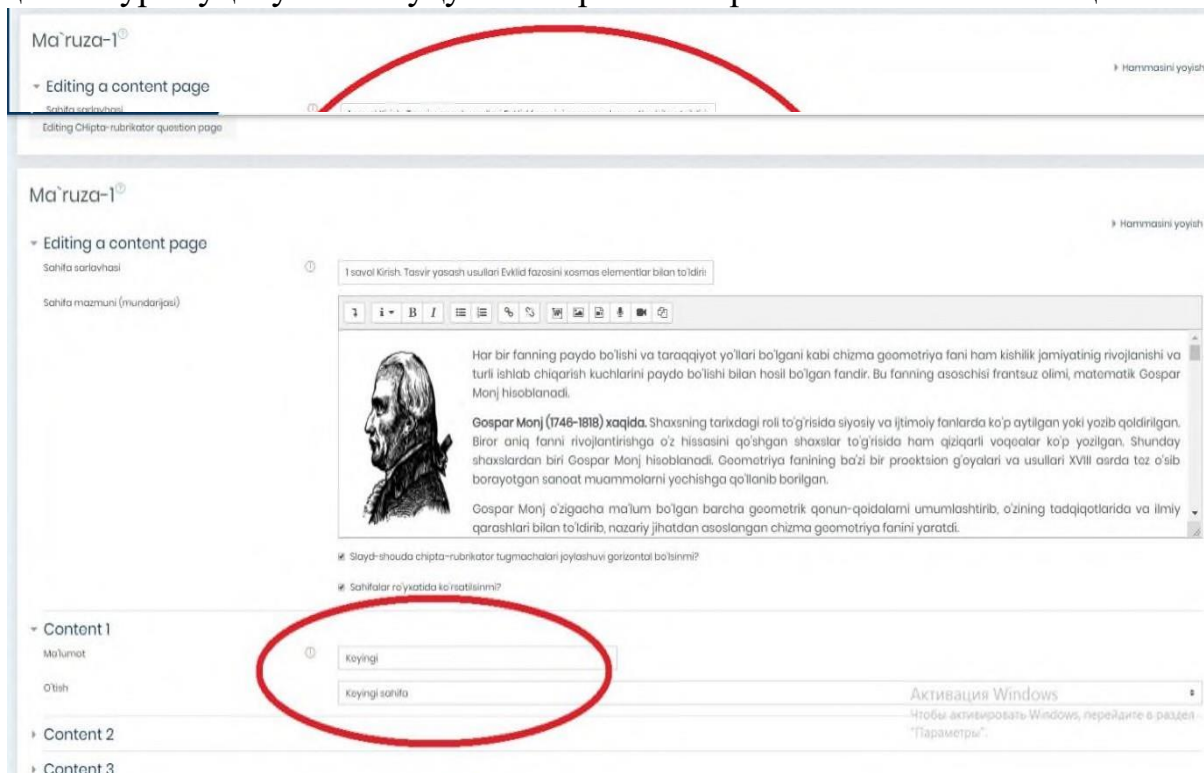 Ma`ruza-1
Hammasini yoyish
Editing a content page
Sahifa sarlavhasi
Editing CHipta-rubrikator question page
Ma`ruza-1
Hammasini yoyish
Editing a content page
Sahifa sarlavhasi
1 savol Kirish. Tasvir yasash usullari Evklid fazosini xosmas elementlar bilan to'ldiri
Sahifa mazmuni (mundarijasi)
B I
Har bir fanning paydo bo'lishi va taraqqiyot yo'llari bo'lgani kabi chizma geometriya fani ham kishilik jamiyatinig rivojlanishi va
turli ishlab chiqarish kuchlarini paydo bo'lishi bilan hosil bo'lgan fandir. Bu fanning asoschisi frantsuz olimi, matematik Gospar
Monj hisoblanadi.
Gospar Monj (1746-1818) xaqida. Shaxsning tarixdagi roli to'g'risida siyosiy va ijtimoiy fanlarda ko'p aytilgan yoki yozib qoldirilgan.
Biror aniq fanni rivojlantirishga o'z hissasini qo'shgan shaxslar to'g'risida ham qiziqarli voqealar ko'p yozilgan. Shunday
shaxslardan biri Gospar Monj hisoblanadi. Geometriya fanining ba'zi bir proektsion g'oyalari va usullari XVIII asrda tez o'sib
borayotgan sanoat muammolarni yechishga qo'llanib borilgan.
Gospar Monj o'zigacha ma'lum bo'lgan barcha geometrik qonun-qoidalarni umumlashtirib, o'zining tadqiqotlarida va ilmiy
qarashlari bilan to'ldirib, nazariy jihatdan asoslangan chizma geometriya fanini yaratdi.
Slayd-shouda chipta-rubrikator tugmachalari joylashuvi gorizontal bo'lsinmi?
Sahifalar ro'yxatida ko'rsatilsinmi?
Content 1
Ma'lumot
Keyingi
O'tish
Keyingi sahifa
Активация Windows
Чтобы активировать Windows, перейдите в раздел
"Параметры".
Content 2
Content 3